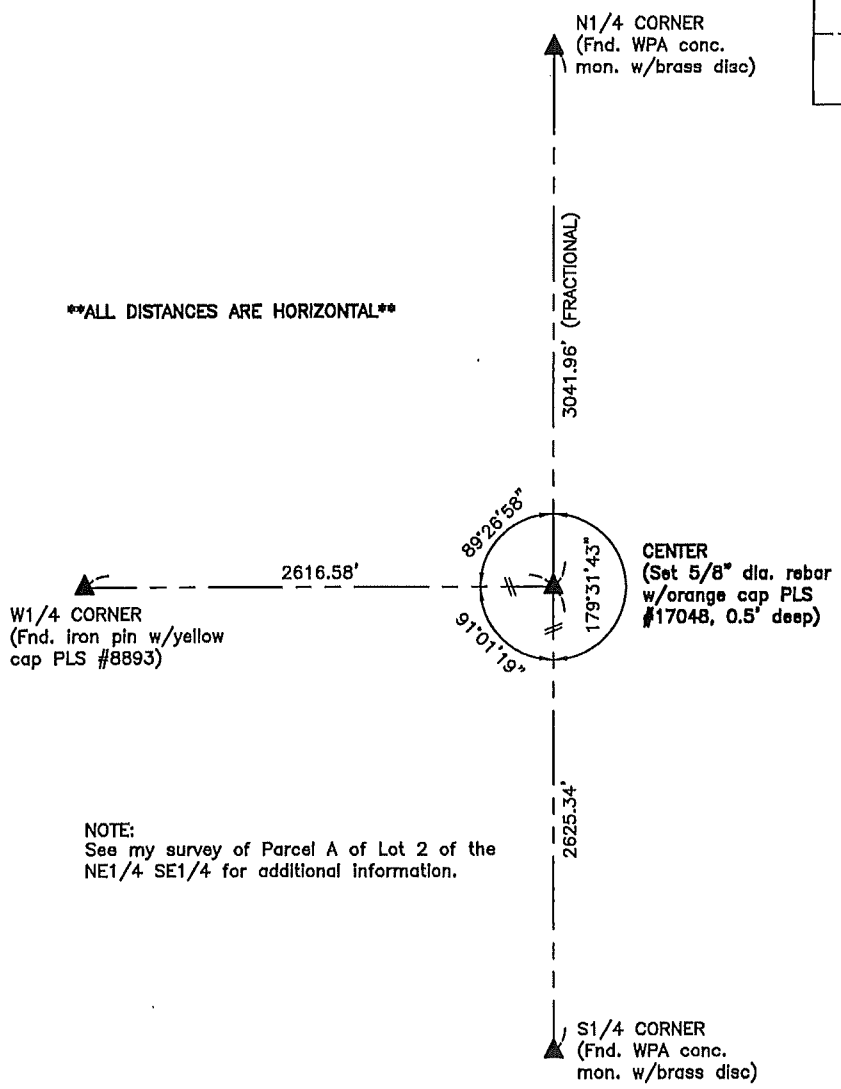 N1/4 CORNER
(Fnd. WPA conc.
mon. w/brass disc)
3041.96' (FRACTIONAL)
**ALL DISTANCES ARE HORIZONTAL**
89°26'58"
2616.58'
179°31'43"
CENTER
(Set 5/8" dia. rebar
w/orange cap PLS
#17048, 0.5' deep)
W1/4 CORNER
(Fnd. iron pin w/yellow
cap PLS #8893)
91°01'19"
2625.34'
NOTE:
See my survey of Parcel A of Lot 2 of the
NE1/4 SE1/4 for additional information.
S1/4 CORNER
(Fnd. WPA conc.
mon. w/brass disc)